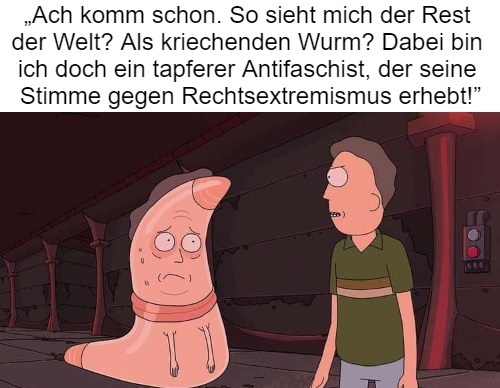 „Ach komm schon. So sieht mich der Rest
der Welt? Als kriechenden Wurm? Dabei bin
ich doch ein tapferer Antifaschist, der seine
Stimme gegen Rechtsextremismus erhebt!”